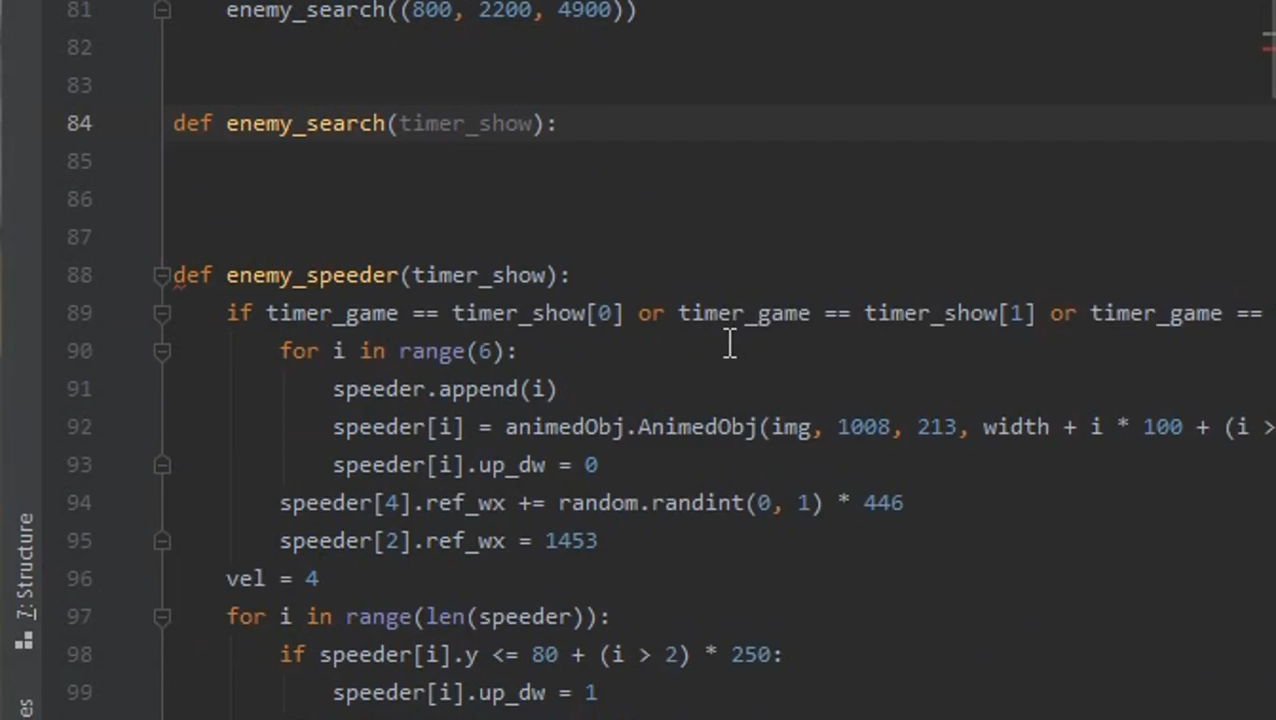 81 enemy_search((800, 2200, 4900))
82
83
84 def enemy_search(timer_show):
85
86
87
88 def enemy_speeder(timer_show):
89 if timer_game == timer_show[0] or timer_game == timer_show[1] or timer_game ==
90 for i in range(6):
91 speeder.append(i)
92 speeder[i] = animedObj.AnimedObj(img, 1008, 213, width + i * 100 + (i >
93 speeder[i].up_dw = 0
94 speeder[4].ref_wx += random.randint(0, 1) * 446
95 speeder[2].ref_wx = 1453
96 vel = 4
97 for i in range(len(speeder)):
98 if speeder[i].y <= 80 + (i > 2) * 250:
99 speeder[i].up_dw = 1
7: Structure
es